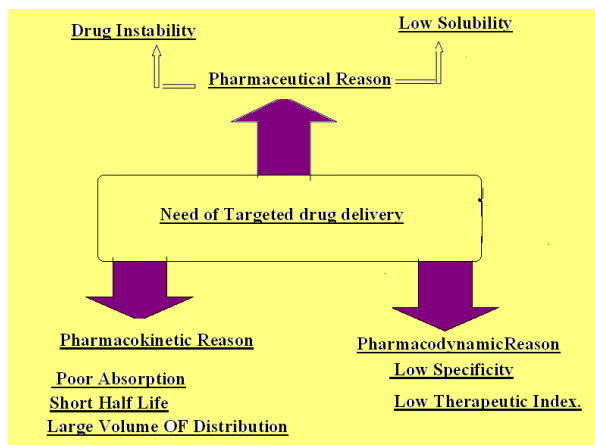 Drug Instability
Low Solubility
Pharmaceutical Reason
Need of Targeted drug delivery
Pharmacokinetic Reason
Poor Absorption
Short Half Life
Large Volume OF Distribution
PharmacodynamicReason
Low Specificity
Low Therapeutic Index.